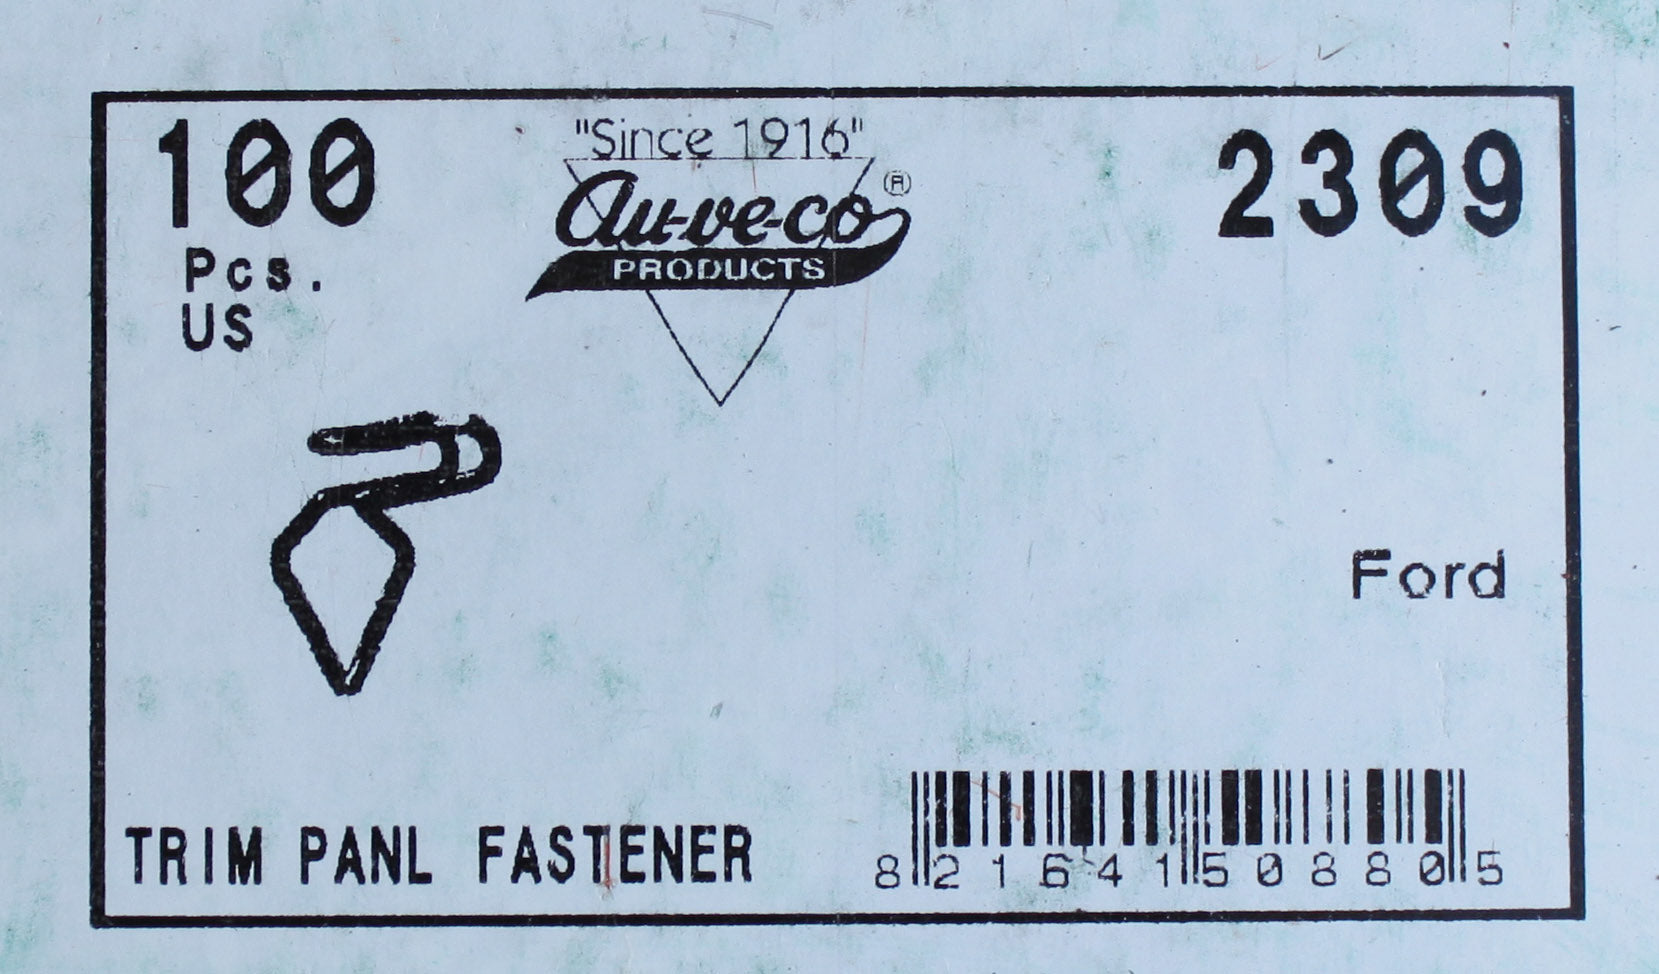 100
Pcs.
US
"Since 1916"
Au-ve-co ®
PRODUCTS
2309
Ford
TRIM PANL FASTENER
8 21641 50880 5